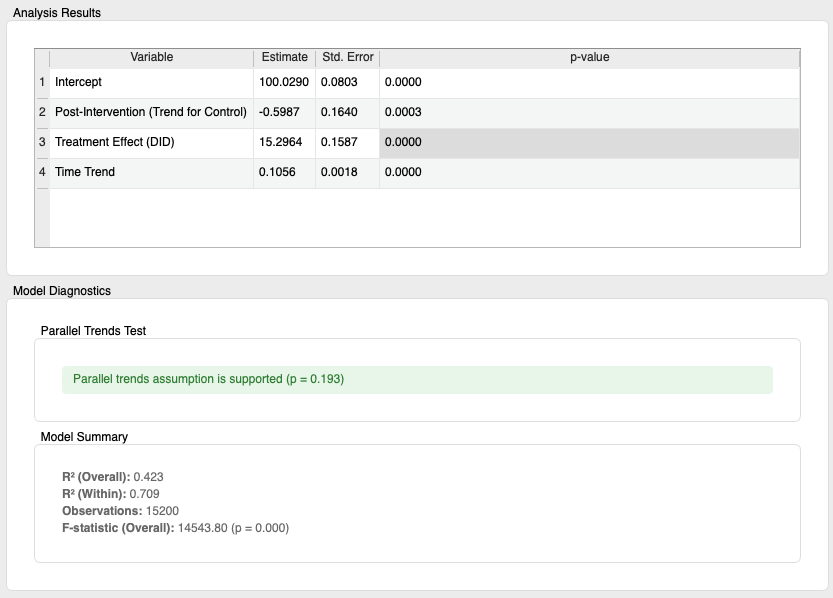 Analysis Results
Variable Estimate Std. Error p-value
1 Intercept 100.0290 0.0803 0.0000
2 Post-Intervention (Trend for Control) -0.5987 0.1640 0.0003
3 Treatment Effect (DID) 15.2964 0.1587 0.0000
4 Time Trend 0.1056 0.0018 0.0000
Model Diagnostics
Parallel Trends Test
Parallel trends assumption is supported (p = 0.193)
Model Summary
R² (Overall): 0.423
R² (Within): 0.709
Observations: 15200
F-statistic (Overall): 14543.80 (p = 0.000)